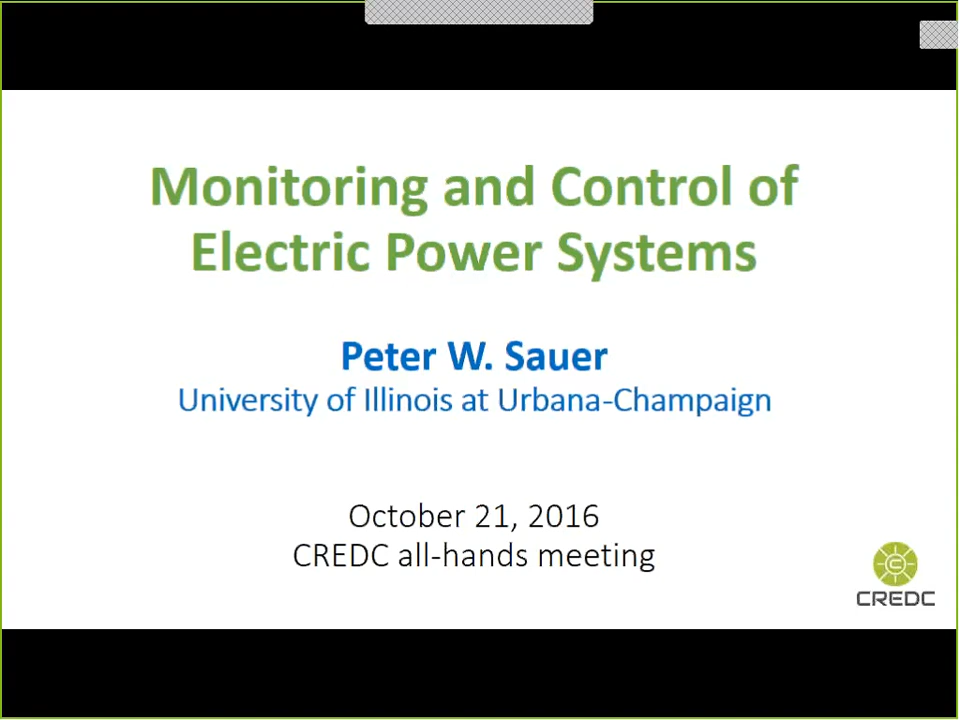 Monitoring and Control of
Electric Power Systems
Peter W. Sauer
University of Illinois at Urbana-Champaign
October 21, 2016
CREDC all-hands meeting
CREDC